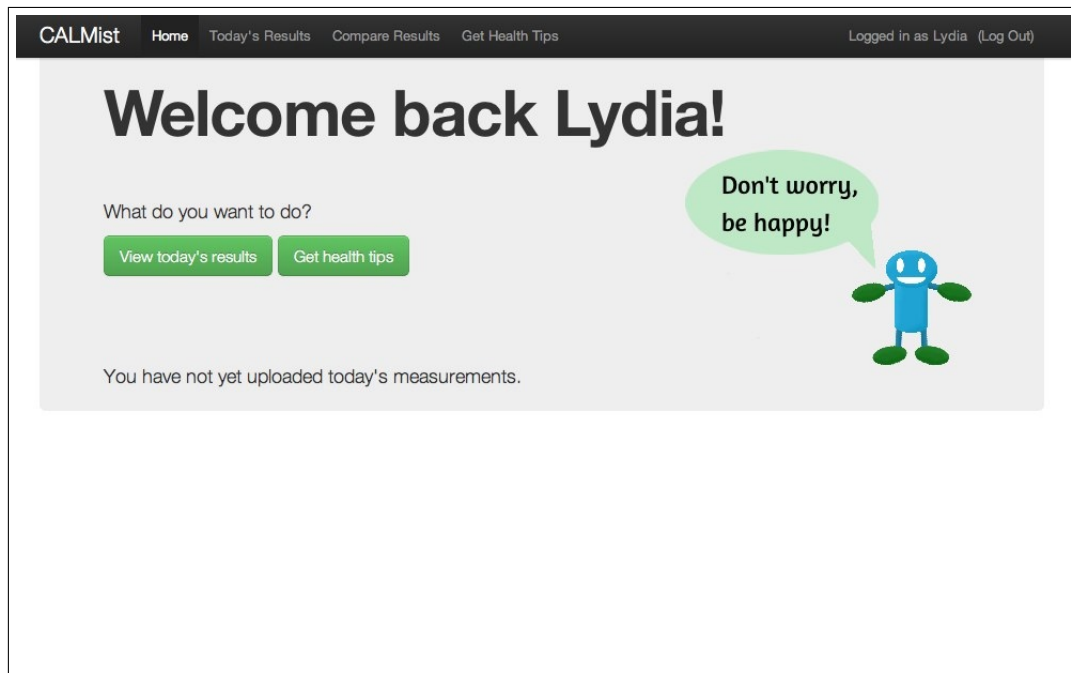 CALMist Home Today's Results Compare Results Get Health Tips Logged in as Lydia (Log Out)
Welcome back Lydia!
Don't worry,
be happy!
What do you want to do?
View today's results Get health tips
You have not yet uploaded today's measurements.